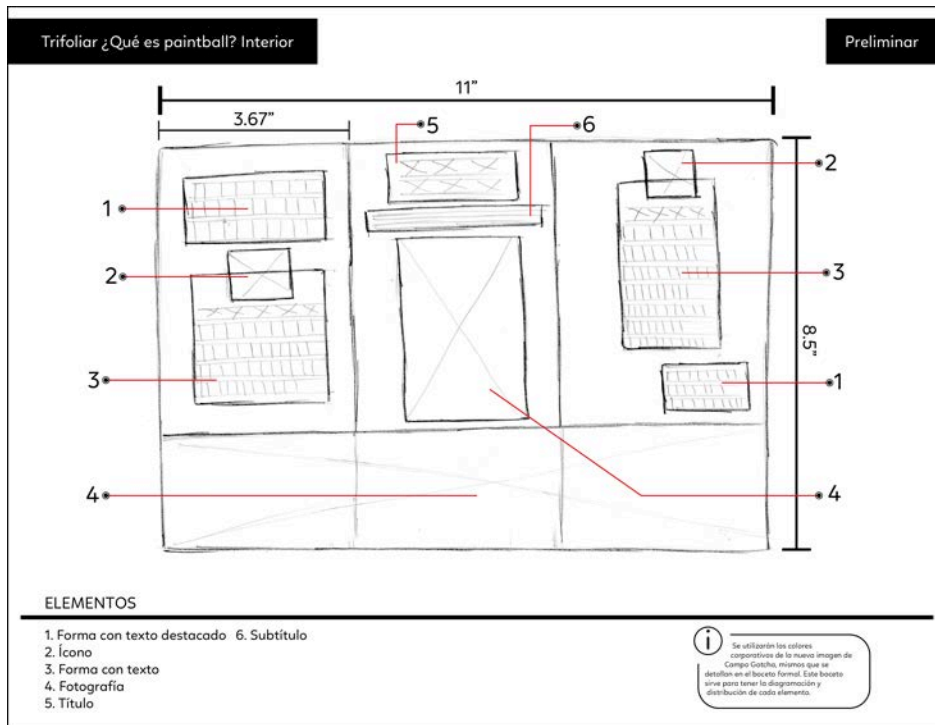 Trifoliar ¿Qué es paintball? Interior
Preliminar
11”
3.67”
5
6
2
1
2
3
3
1
8.5”
4
4
ELEMENTOS
1. Forma con texto destacado 6. Subtítulo
2. Ícono
3. Forma con texto
4. Fotografía
5. Título
i
Se utilizarán los colores
corporativos de la nueva imagen de
Campo Gotcha, mismos que se
detallan en el boceto formal. Este boceto
sirve para tener la diagramación y
distribución de cada elemento.